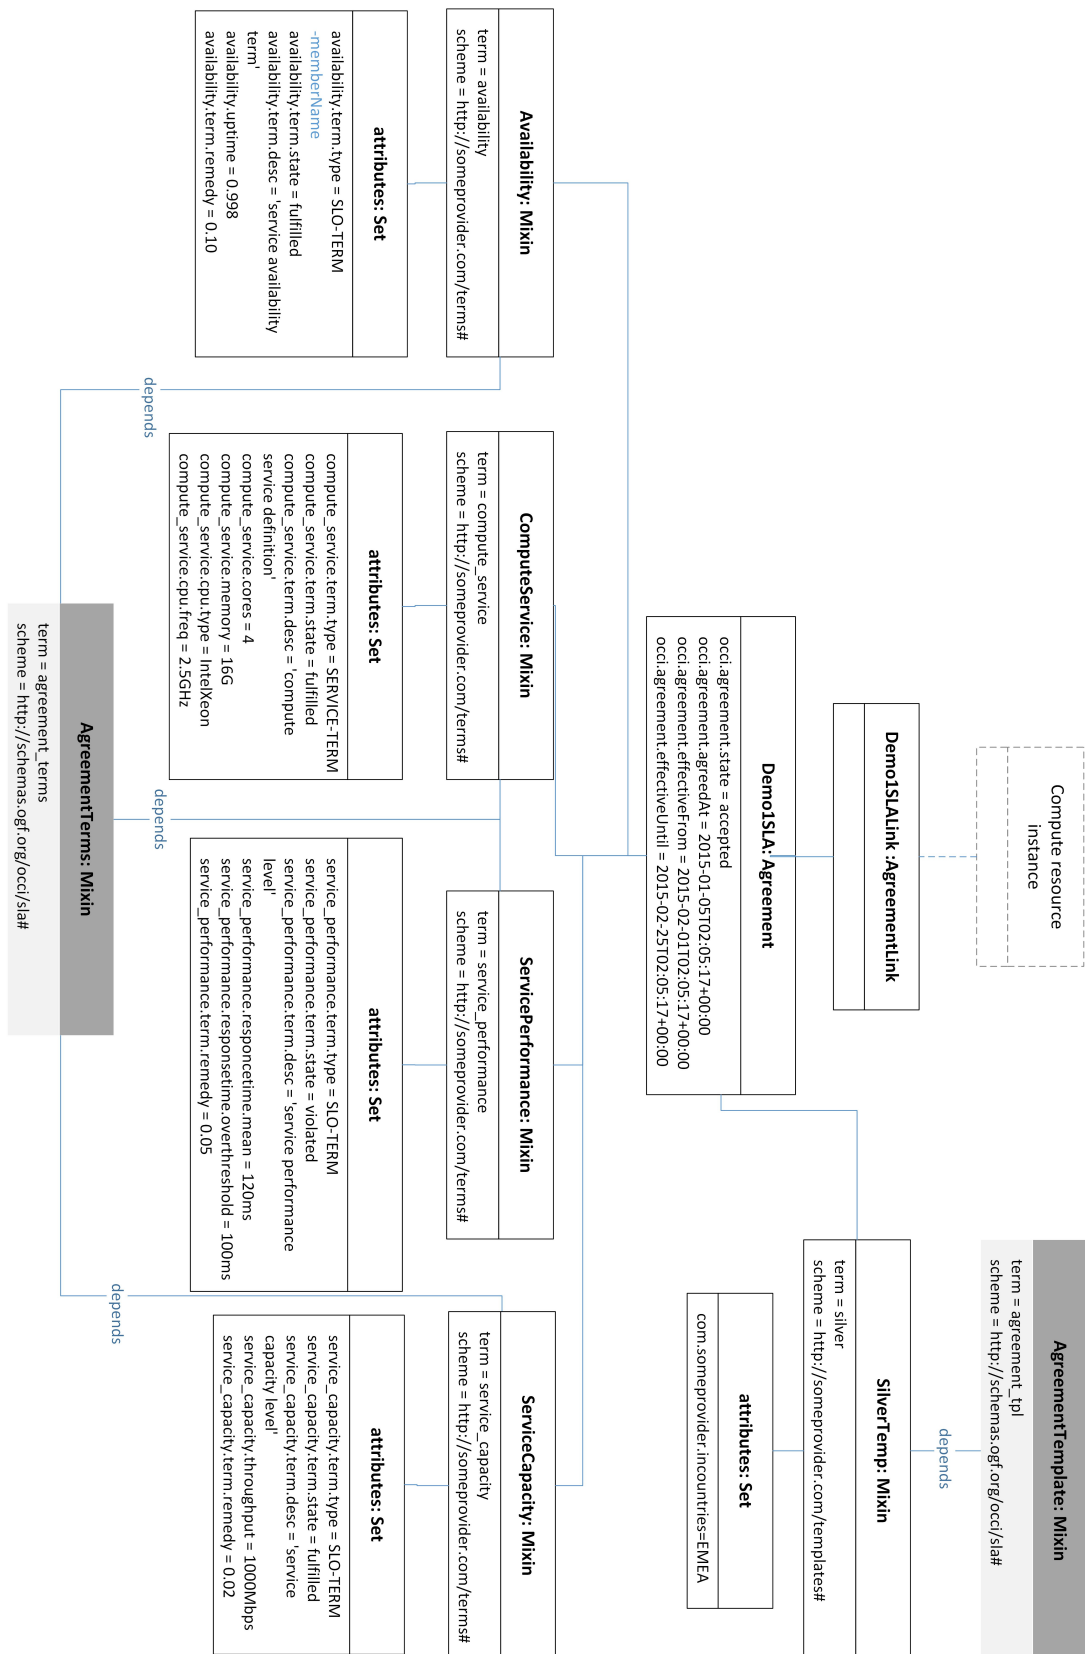 Compute resource
instance
AgreementTemplate: Mixin
term = agreement_tpl
scheme = http://schemas.ogf.org/occi/sla#
depends
Demo1SLALink :AgreementLink
SilverTemp: Mixin
term = silver
scheme = http://someprovider.com/templates#
attributes: Set
com.someprovider.incountries=EMEA
Demo1SLA: Agreement
occi.agreement.state = accepted
occi.agreement.agreedAt = 2015-01-05T02:05:17+00:00
occi.agreement.effectiveFrom = 2015-02-01T02:05:17+00:00
occi.agreement.effectiveUntil = 2015-02-25T02:05:17+00:00
Availability: Mixin
term = availability
scheme = http://someprovider.com/terms#
attributes: Set
availability.term.type = SLO-TERM
-memberName
availability.term.state = fulfilled
availability.term.desc = 'service availability
term'
availability.uptime = 0.998
availability.term.remedy = 0.10
ComputeService: Mixin
term = compute_service
scheme = http://someprovider.com/terms#
attributes: Set
compute_service.term.type = SERVICE-TERM
compute_service.term.state = fulfilled
compute_service.term.desc = 'compute
service definition'
compute_service.cores = 4
compute_service.memory = 16G
compute_service.cpu.type = IntelXeon
compute_service.cpu.freq = 2.5GHz
ServicePerformance: Mixin
term = service_performance
scheme = http://someprovider.com/terms#
attributes: Set
service_performance.term.type = SLO-TERM
service_performance.term.state = violated
service_performance.term.desc = 'service performance
level'
service_performance.responcetime.mean = 120ms
service_performance.responsetime.overthreshold = 100ms
service_performance.term.remedy = 0.05
ServiceCapacity: Mixin
term = service_capacity
scheme = http://someprovider.com/terms#
attributes: Set
service_capacity.term.type = SLO-TERM
service_capacity.term.state = fulfilled
service_capacity.term.desc = 'service
capacity level'
service_capacity.throughput = 1000Mbps
service_capacity.term.remedy = 0.02
depends
depends
depends
AgreementTerms: Mixin
term = agreement_terms
scheme = http://schemas.ogf.org/occi/sla#